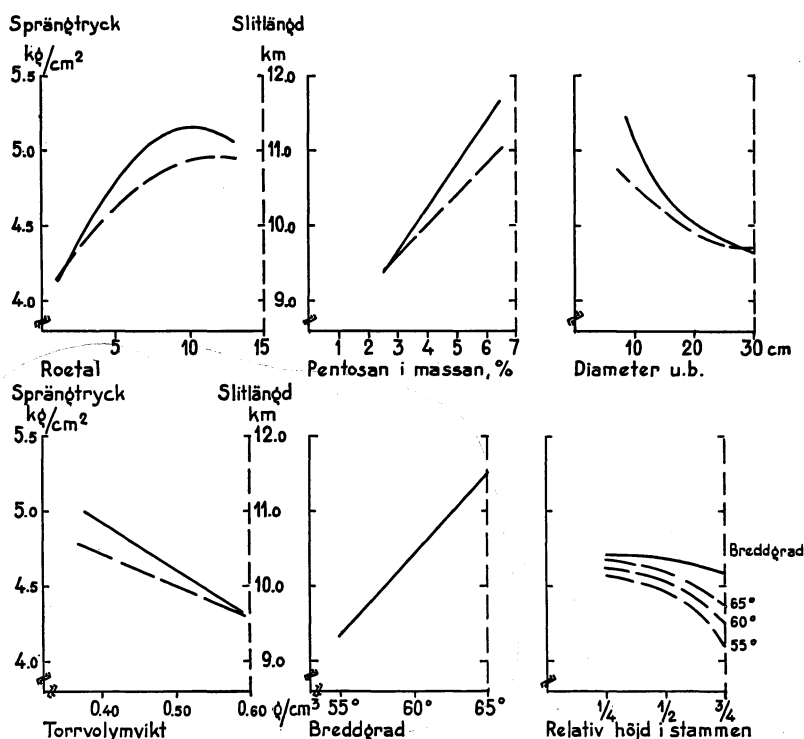 Sprängtryck Slitlängd
kg/cm² km
5.5 12.0
5.0 11.0
4.5 10.0
4.0 9.0
5 10 15 1 2 3 4 5 6 7 10 20 30 cm
Roetal Pentosan i massan, % Diameter u.b.
Sprängtryck Slitlängd
kg/cm² km
5.5 12.0
5.0 11.0
Breddgrad
4.5 10.0
65°
60°
55°
4.0 9.0
0.40 0.50 0.60 g/cm³ 55° 60° 65° 1/4 1/2 3/4
Torrvolymvikt Breddgrad Relativ höjd i stammen